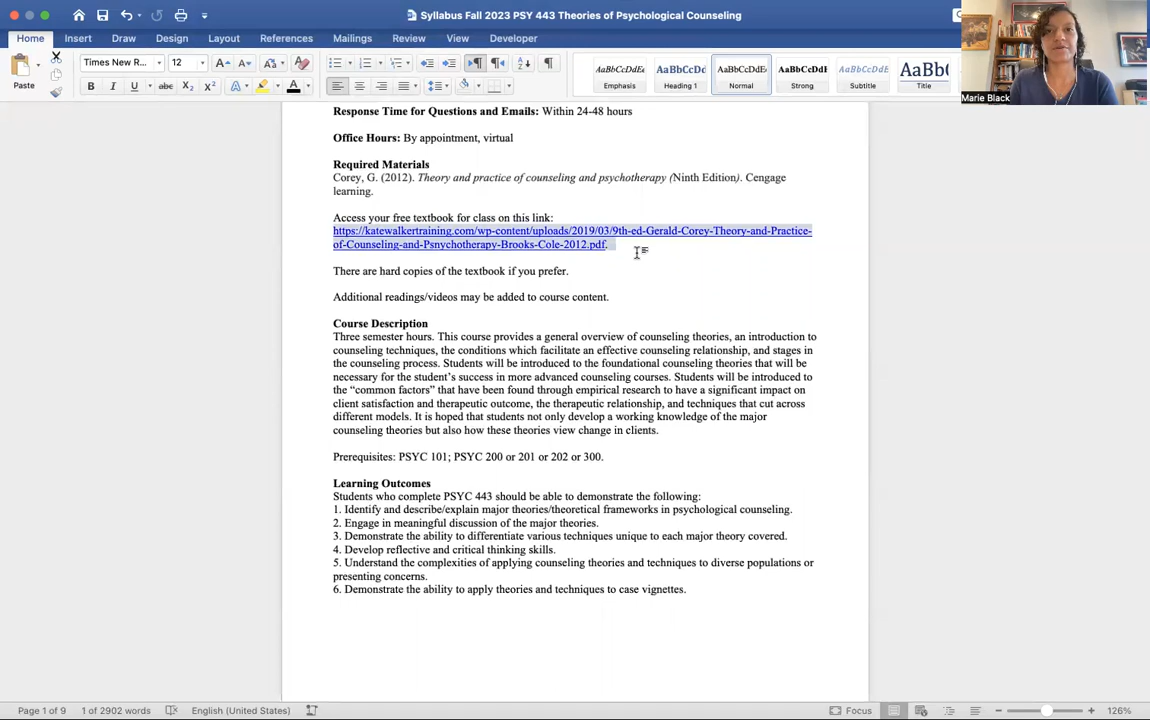 Syllabus Fall 2023 PSY 443 Theories of Psychological Counseling
Home Insert Draw Design Layout References Mailings Review View Developer
Paste
Times New R... 12
AaBbCcDdEe AaBbCcDd AaBbCcDdE AaBbCcDdE AaBbCcDdE AaBb(
Emphasis Heading 1 Normal Strong Subtitle Title
Marie Black
Response Time for Questions and Emails: Within 24-48 hours
Office Hours: By appointment, virtual
Required Materials
Corey, G. (2012). Theory and practice of counseling and psychotherapy (Ninth Edition). Cengage
learning.
Access your free textbook for class on this link:
https://katewalkertraining.com/wp-content/uploads/2019/03/9th-ed-Gerald-Corey-Theory-and-Practice-
of-Counseling-and-Psnychotherapy-Brooks-Cole-2012.pdf.
There are hard copies of the textbook if you prefer.
Additional readings/videos may be added to course content.
Course Description
Three semester hours. This course provides a general overview of counseling theories, an introduction to
counseling techniques, the conditions which facilitate an effective counseling relationship, and stages in
the counseling process. Students will be introduced to the foundational counseling theories that will be
necessary for the student’s success in more advanced counseling courses. Students will be introduced to
the “common factors” that have been found through empirical research to have a significant impact on
client satisfaction and therapeutic outcome, the therapeutic relationship, and techniques that cut across
different models. It is hoped that students not only develop a working knowledge of the major
counseling theories but also how these theories view change in clients.
Prerequisites: PSYC 101; PSYC 200 or 201 or 202 or 300.
Learning Outcomes
Students who complete PSYC 443 should be able to demonstrate the following:
1. Identify and describe/explain major theories/theoretical frameworks in psychological counseling.
2. Engage in meaningful discussion of the major theories.
3. Demonstrate the ability to differentiate various techniques unique to each major theory covered.
4. Develop reflective and critical thinking skills.
5. Understand the complexities of applying counseling theories and techniques to diverse populations or
presenting concerns.
6. Demonstrate the ability to apply theories and techniques to case vignettes.
Page 1 of 9 1 of 2902 words English (United States) Focus 126%